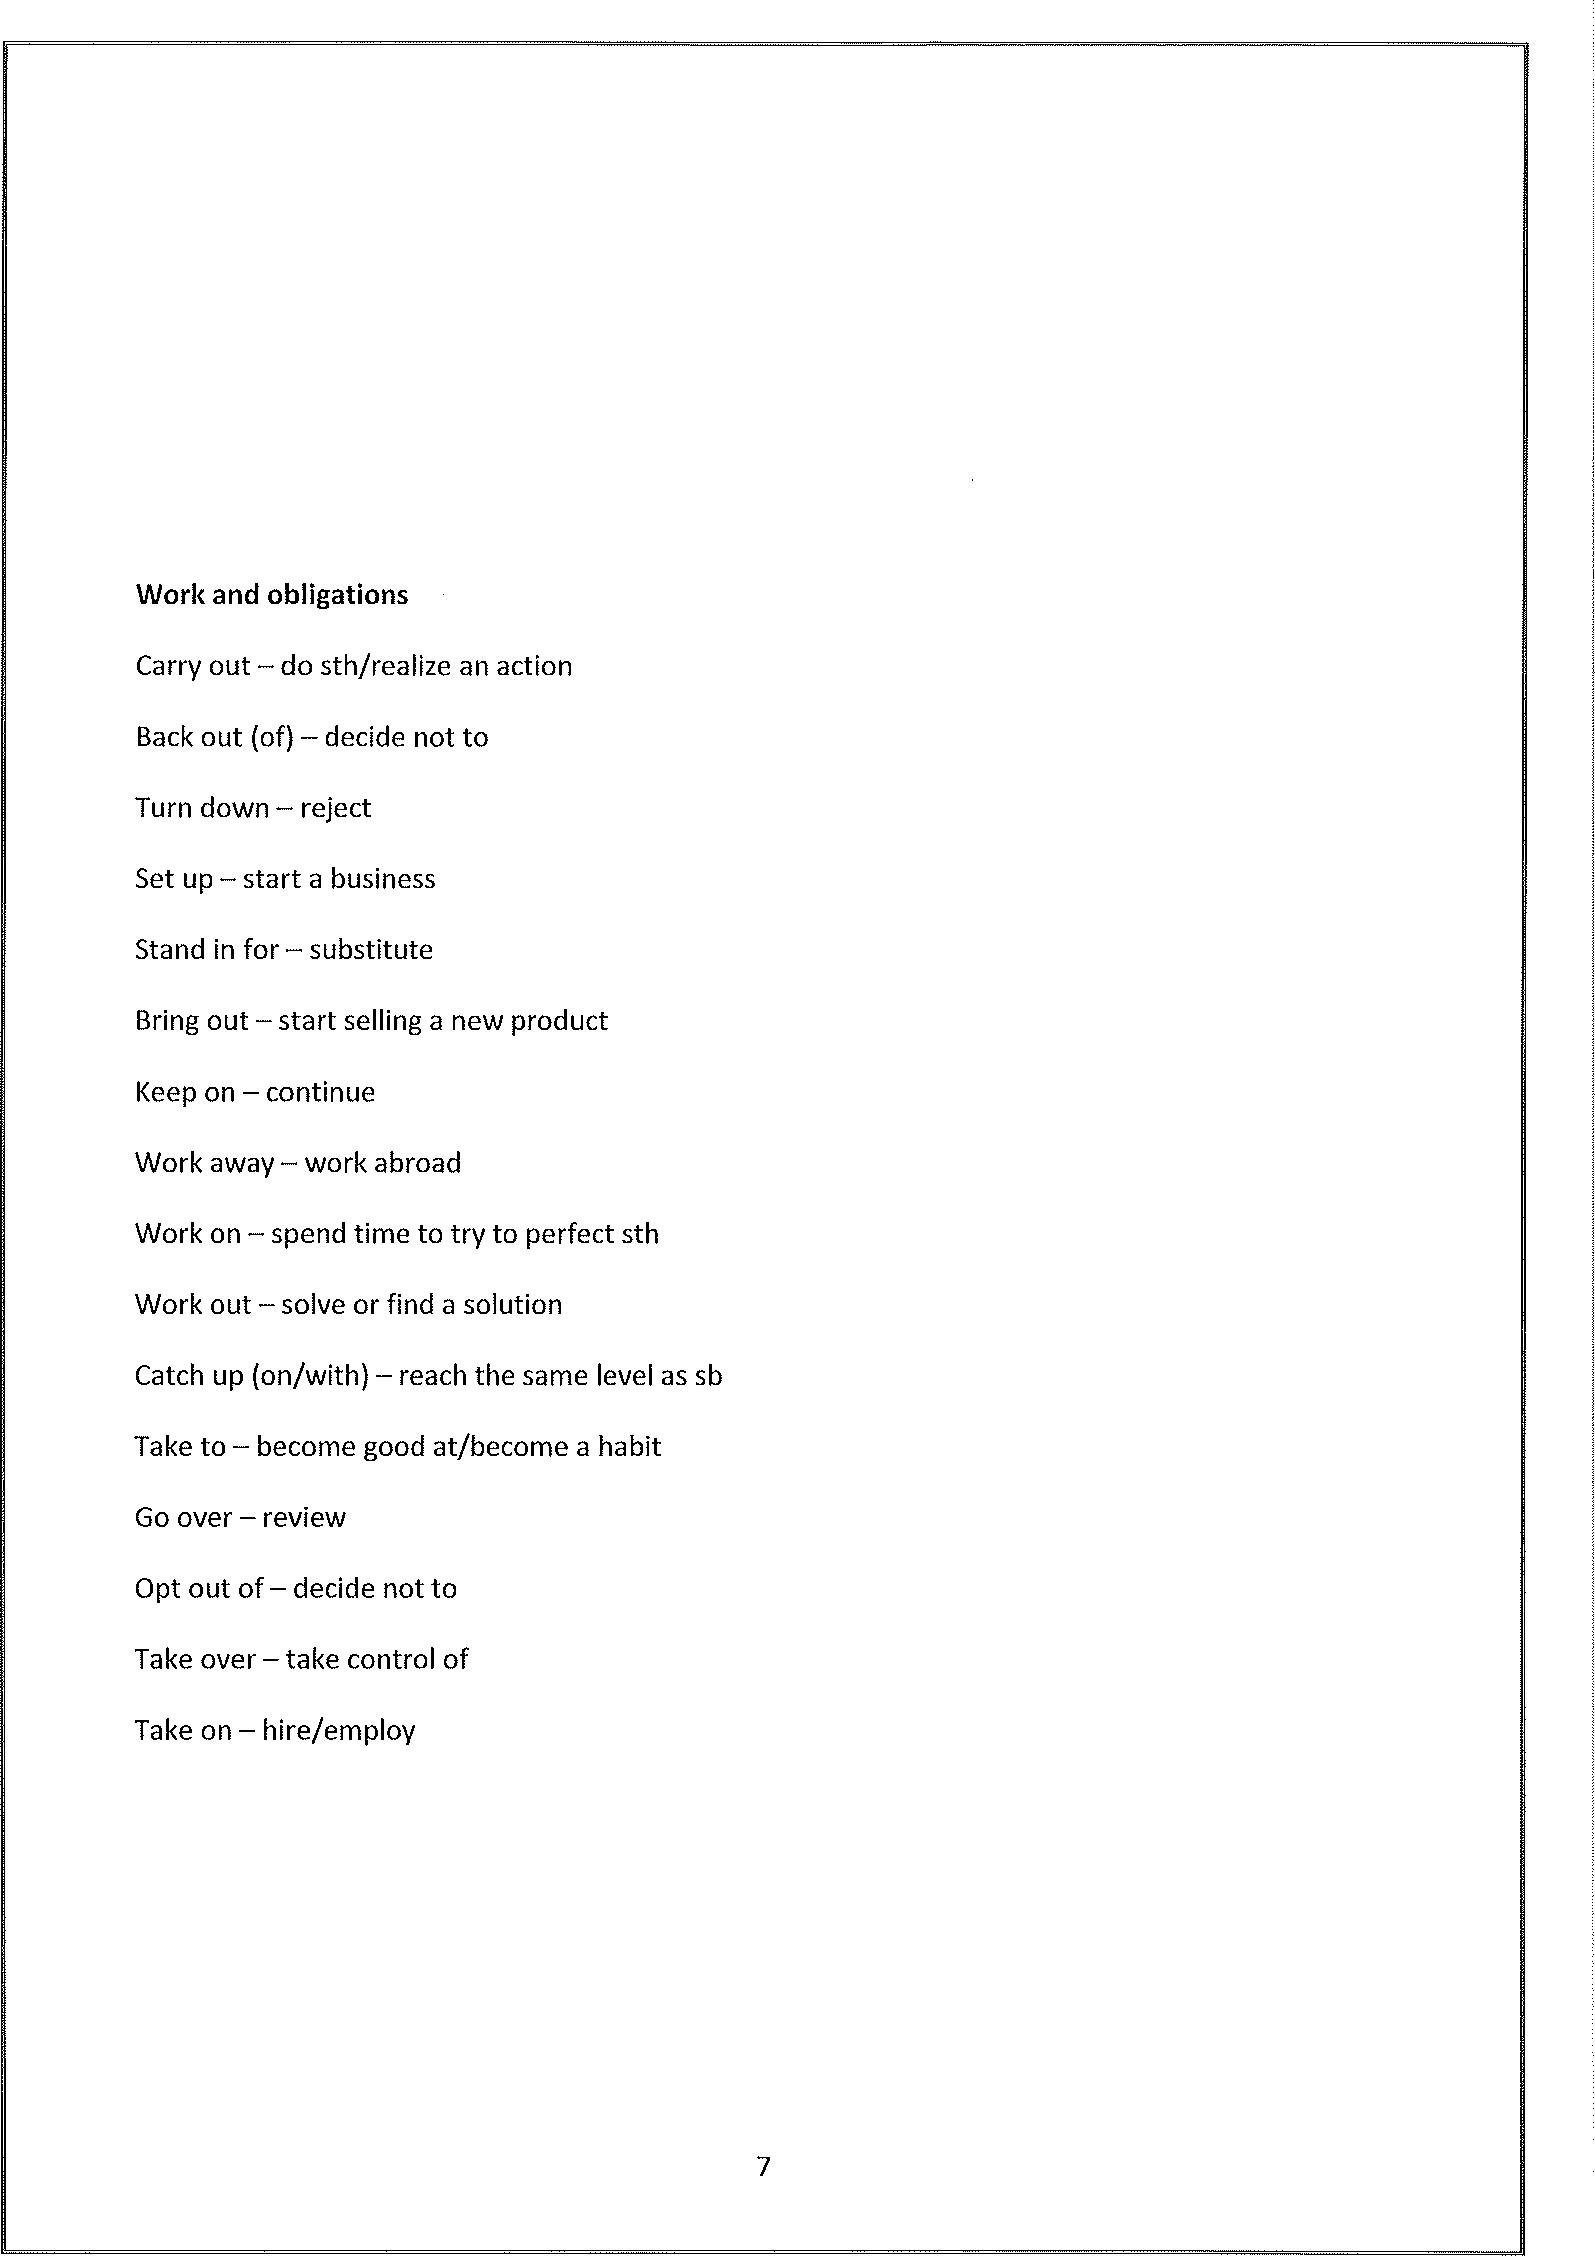 Work and obligations
Carry out – do sth/realize an action
Back out (of) – decide not to
Turn down – reject
Set up – start a business
Stand in for – substitute
Bring out – start selling a new product
Keep on – continue
Work away – work abroad
Work on – spend time to try to perfect sth
Work out – solve or find a solution
Catch up (on/with) – reach the same level as sb
Take to – become good at/become a habit
Go over – review
Opt out of – decide not to
Take over – take control of
Take on – hire/employ
7